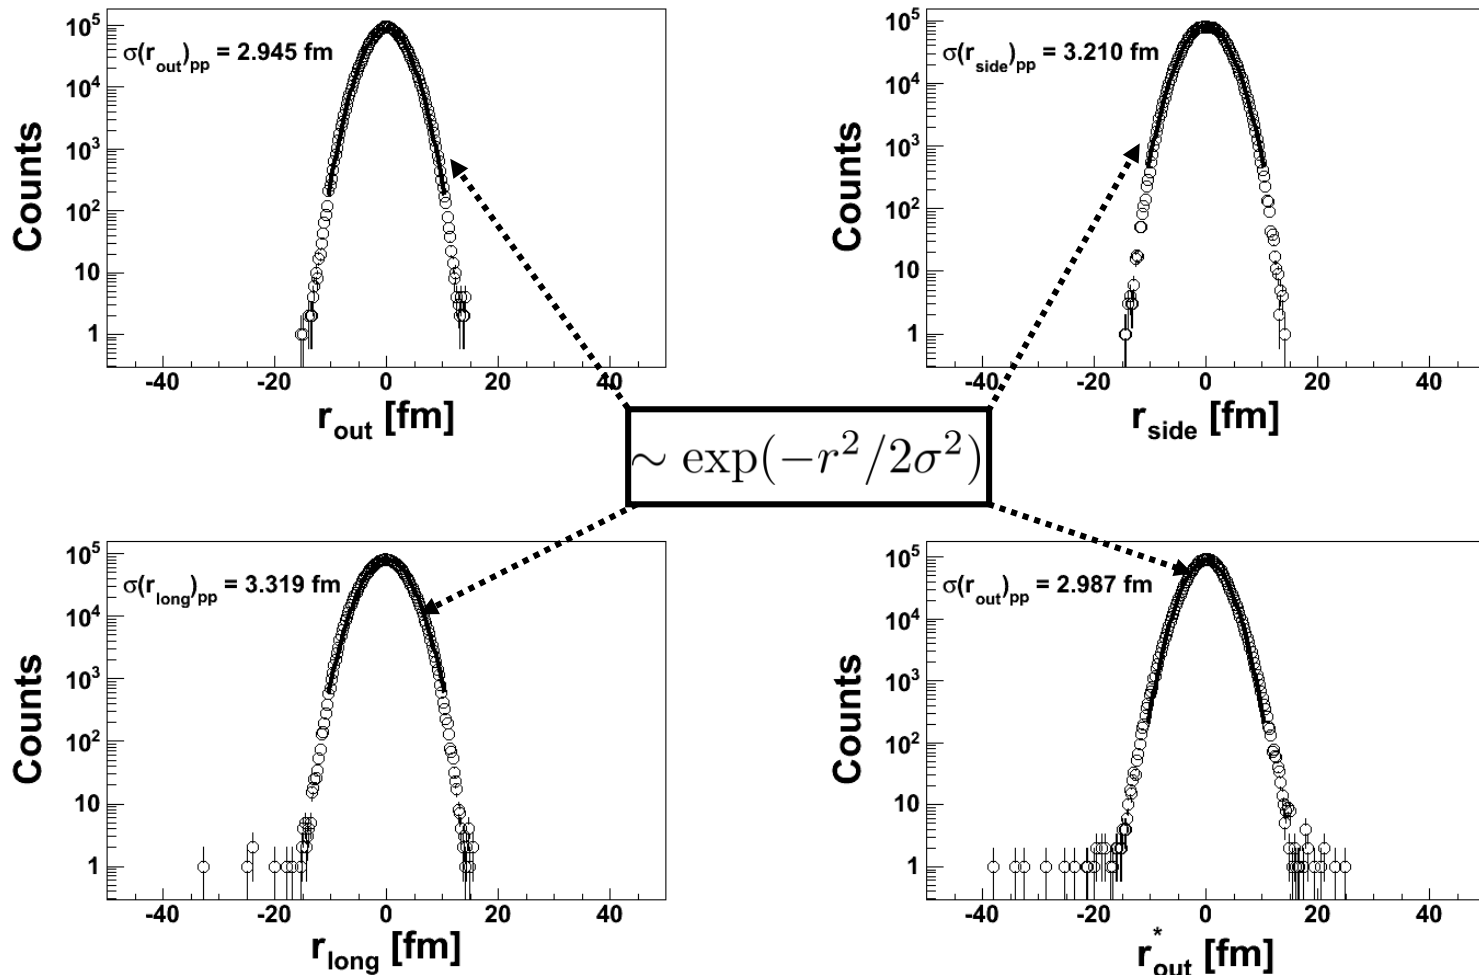 10^5
10^4
10^3
10^2
10
1
σ(r_out)_pp = 2.945 fm
Counts
-40 -20 0 20 40
r_out [fm]
10^5
10^4
10^3
10^2
10
1
σ(r_side)_pp = 3.210 fm
Counts
-40 -20 0 20 40
r_side [fm]
∼ exp(−r^2/2σ^2)
10^5
10^4
10^3
10^2
10
1
σ(r_long)_pp = 3.319 fm
Counts
-40 -20 0 20 40
r_long [fm]
10^5
10^4
10^3
10^2
10
1
σ(r_out)_pp = 2.987 fm
Counts
-40 -20 0 20 40
r^*_out [fm]